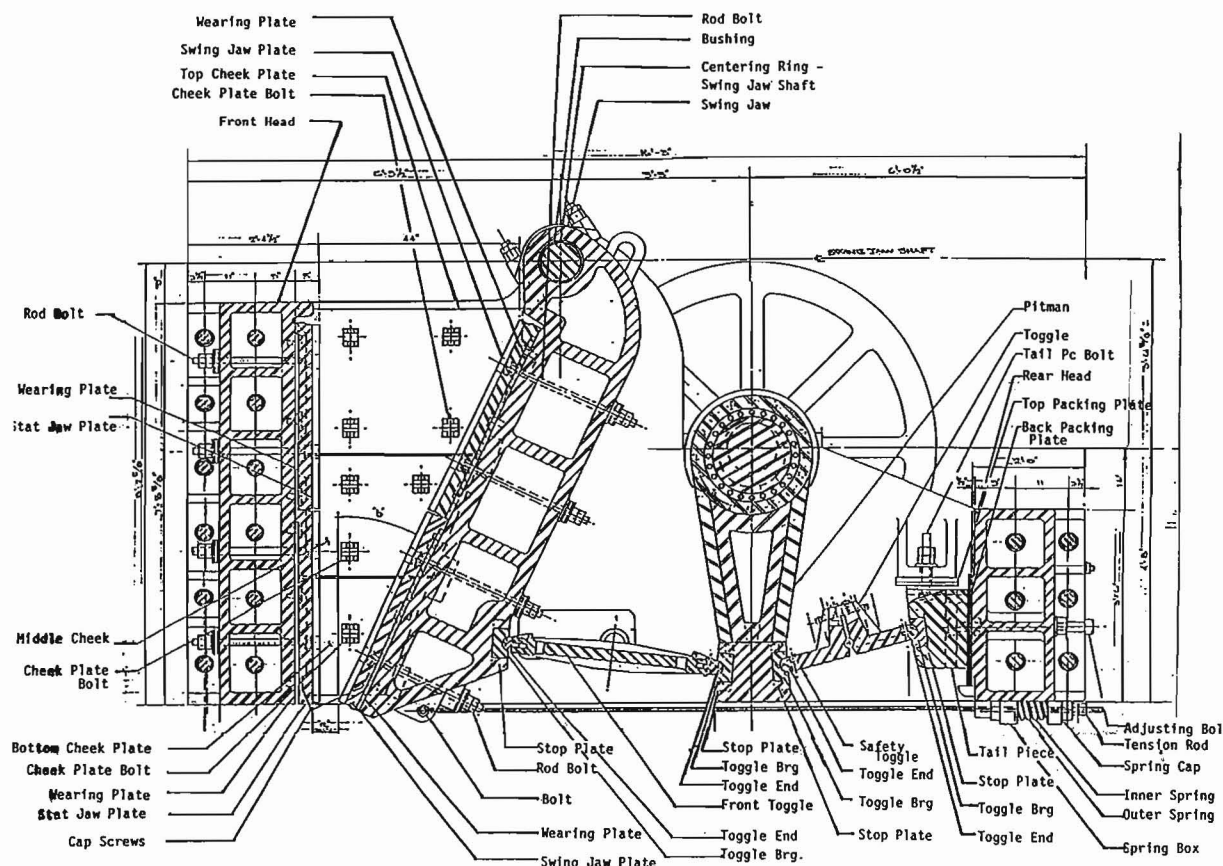 Wearing Plate
Swing Jaw Plate
Top Cheek Plate
Cheek Plate Bolt
Front Head
Rod Bolt
Bushing
Centering Ring -
Swing Jaw Shaft
Swing Jaw
44"
SWING JAW SHAFT
Rod Bolt
Wearing Plate
Stat Jaw Plate
Middle Cheek
Cheek Plate
Bolt
Pitman
Toggle
Tail Pc Bolt
Rear Head
Top Packing Plate
Back Packing
Plate
Bottom Cheek Plate
Cheek Plate Bolt
Wearing Plate
Stat Jaw Plate
Cap Screws
Stop Plate
Rod Bolt
Bolt
Wearing Plate
Swing Jaw Plate
Stop Plate
Toggle Brg
Toggle End
Front Toggle
Toggle End
Toggle Brg.
Safety
Toggle
Toggle End
Toggle Brg
Stop Plate
Tail Piece
Stop Plate
Toggle Brg
Toggle End
Adjusting Bol
Tension Rod
Spring Cap
Inner Spring
Outer Spring
Spring Box